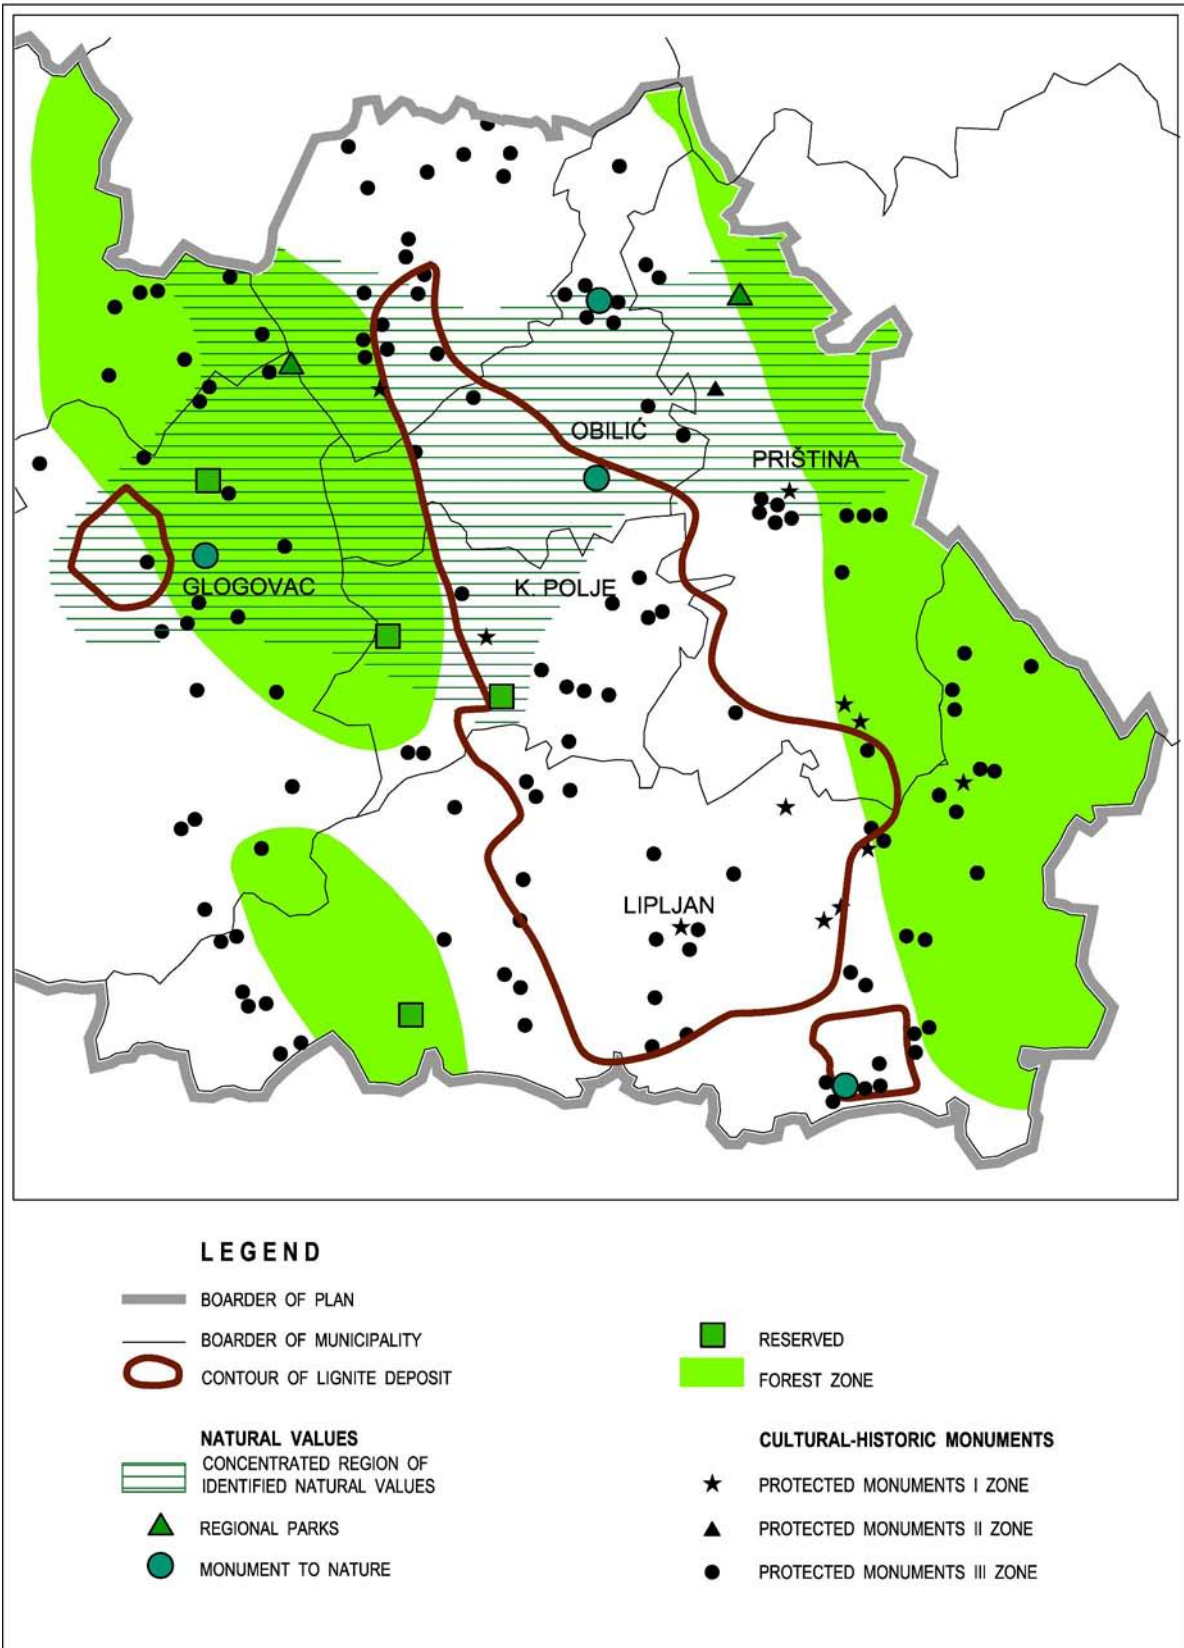 OBILIĆ
PRIŠTINA
GLOGOVAC
K. POLJE
LIPLJAN
LEGEND
BOARDER OF PLAN
BOARDER OF MUNICIPALITY
CONTOUR OF LIGNITE DEPOSIT
RESERVED
FOREST ZONE
NATURAL VALUES
CONCENTRATED REGION OF
IDENTIFIED NATURAL VALUES
REGIONAL PARKS
MONUMENT TO NATURE
CULTURAL-HISTORIC MONUMENTS
PROTECTED MONUMENTS I ZONE
PROTECTED MONUMENTS II ZONE
PROTECTED MONUMENTS III ZONE